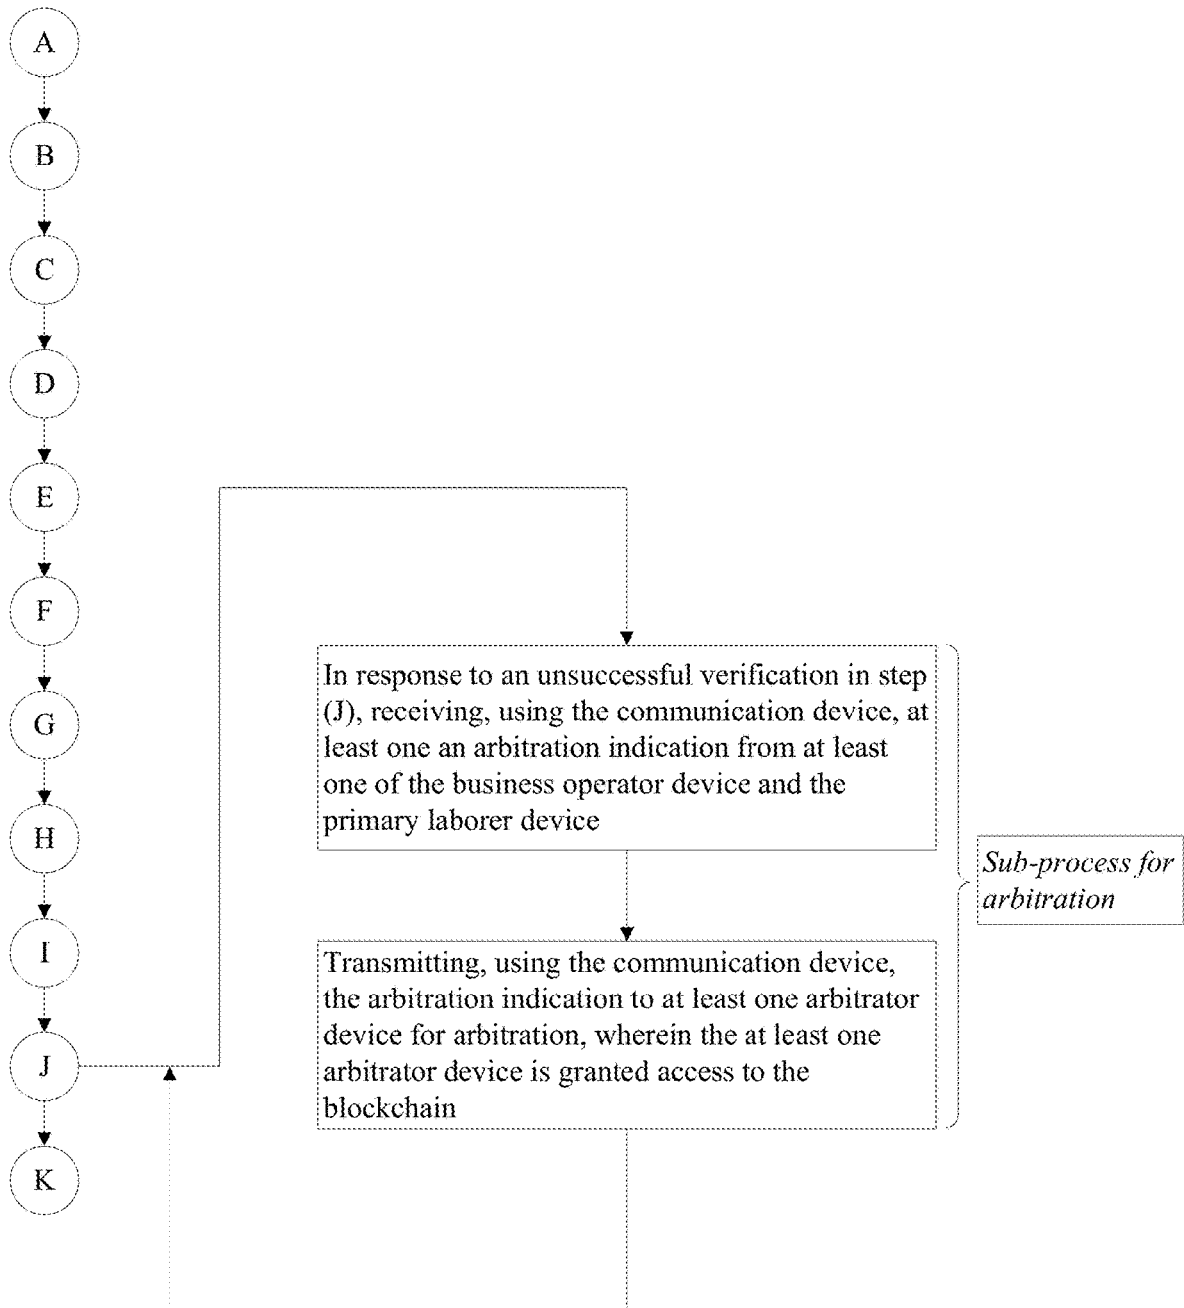 A
B
C
D
E
F
G
H
I
J
K
In response to an unsuccessful verification in step
(J), receiving, using the communication device, at
least one an arbitration indication from at least
one of the business operator device and the
primary laborer device
Sub-process for
arbitration
Transmitting, using the communication device,
the arbitration indication to at least one arbitrator
device for arbitration, wherein the at least one
arbitrator device is granted access to the
blockchain